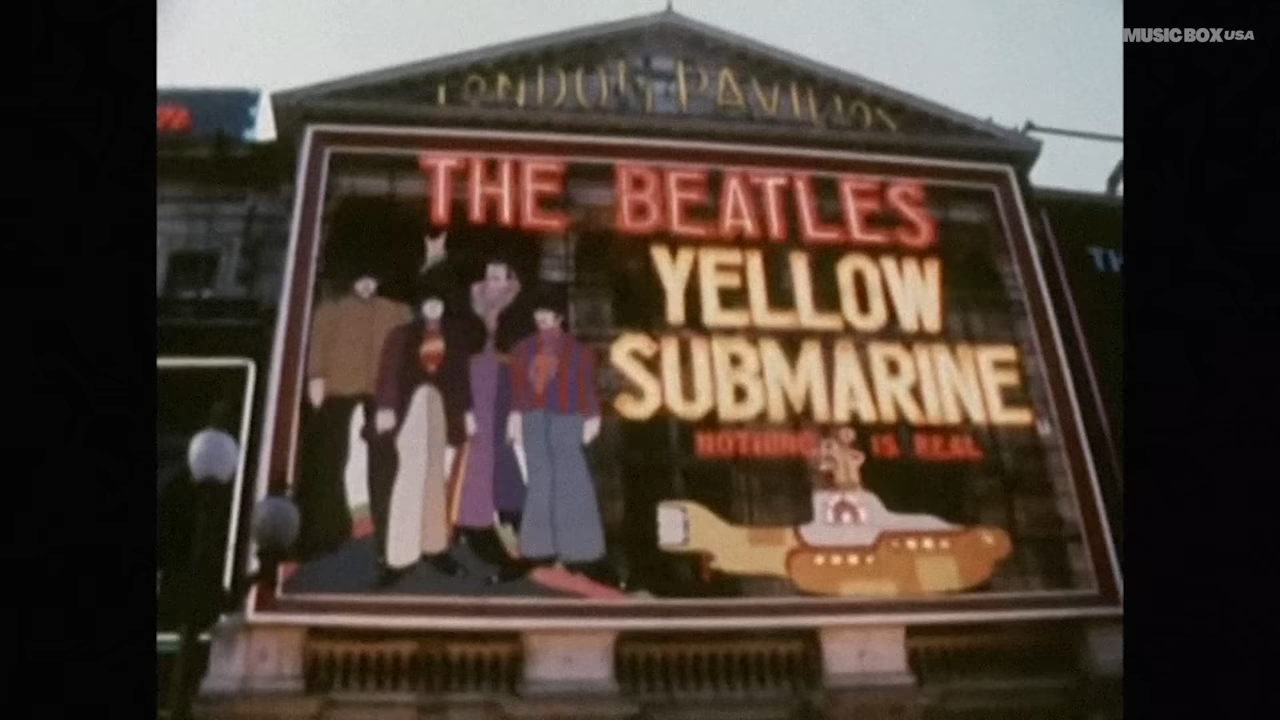 MUSIC BOX USA
LONDON PAVILION
THE BEATLES
YELLOW
SUBMARINE
NOTHING IS REAL